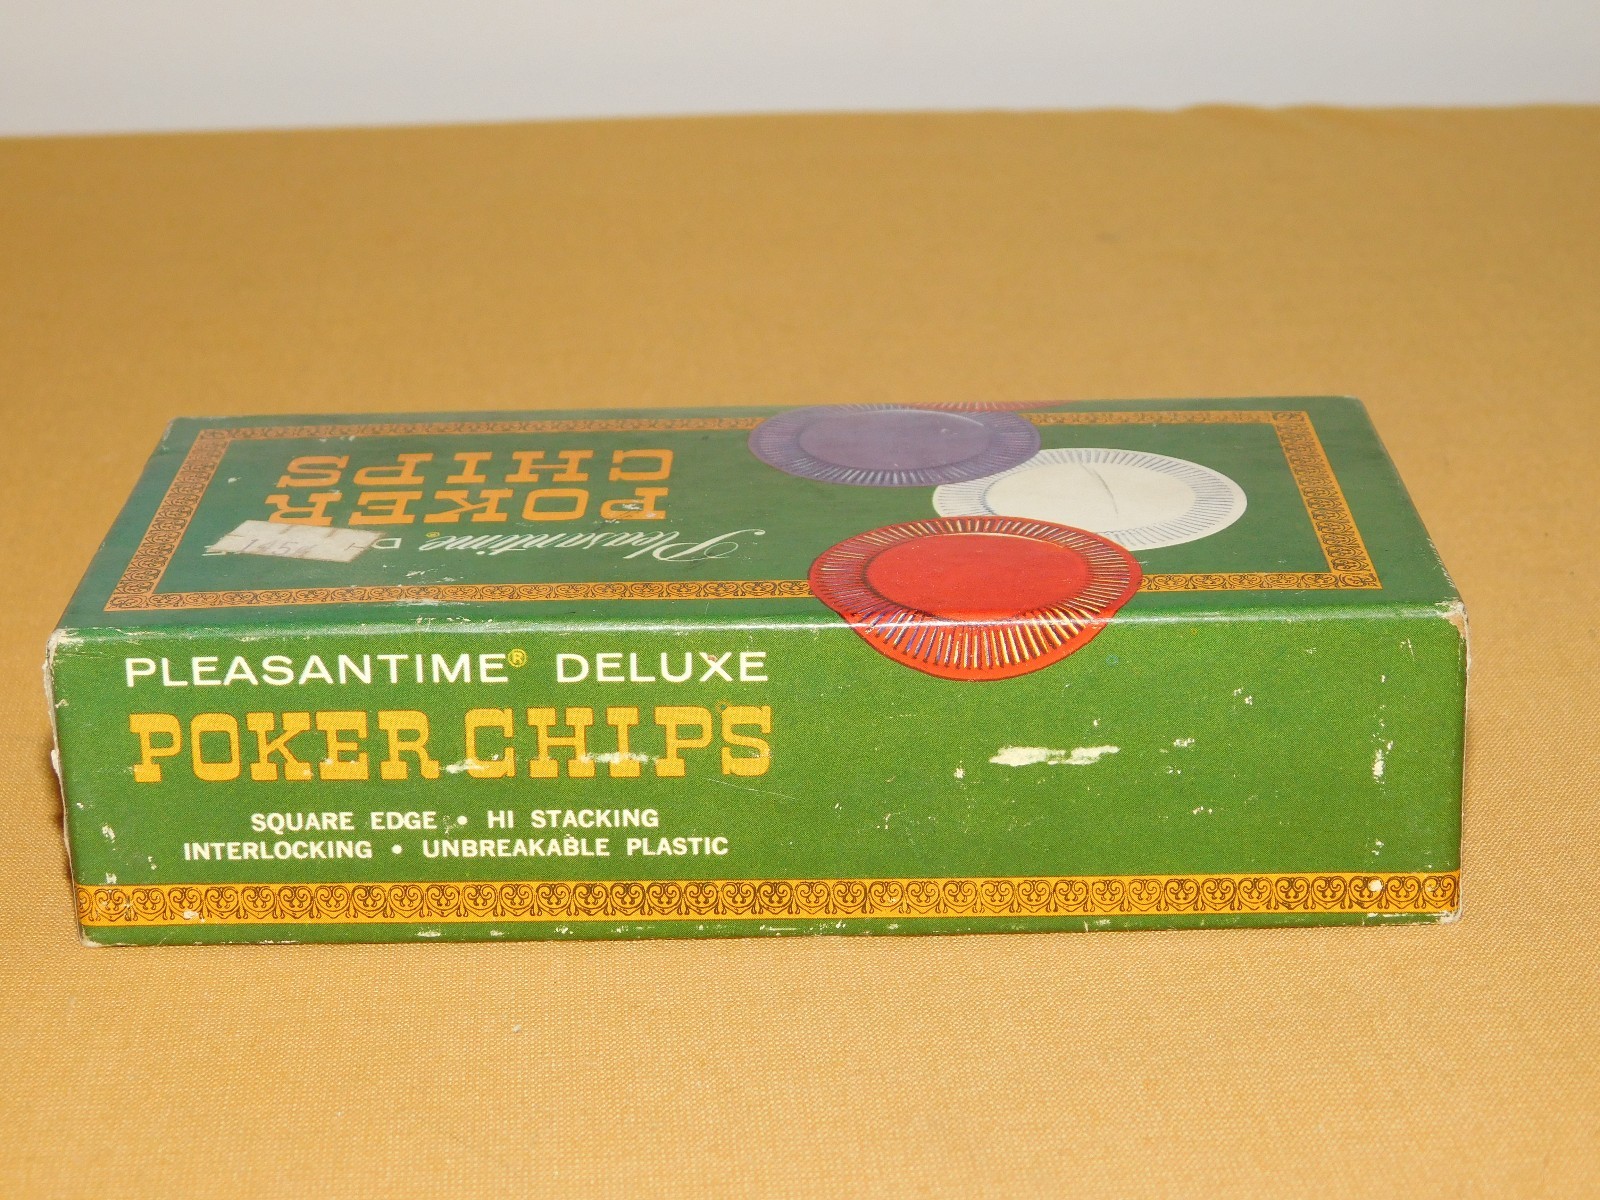 PLEASANTIME® DELUXE
POKER CHIPS
SQUARE EDGE • HI STACKING
INTERLOCKING • UNBREAKABLE PLASTIC
Pleasantime®
POKER
CHIPS